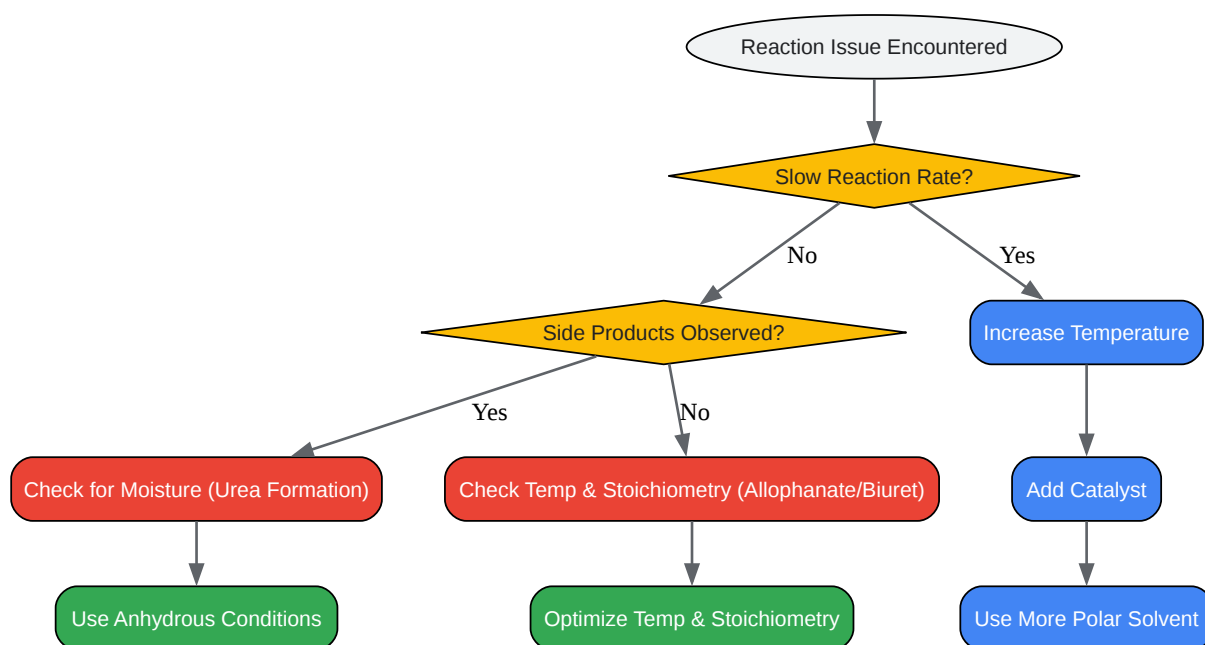 Reaction Issue Encountered
Slow Reaction Rate?
No
Yes
Side Products Observed?
Increase Temperature
Yes
No
Check for Moisture (Urea Formation)
Check Temp & Stoichiometry (Allophanate/Biuret)
Add Catalyst
Use Anhydrous Conditions
Optimize Temp & Stoichiometry
Use More Polar Solvent